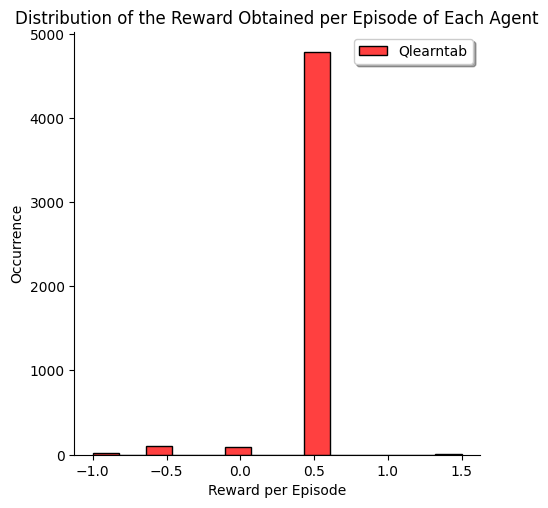 Distribution of the Reward Obtained per Episode of Each Agent
Qlearntab
5000
4000
3000
2000
1000
0
Occurrence
−1.0 −0.5 0.0 0.5 1.0 1.5
Reward per Episode